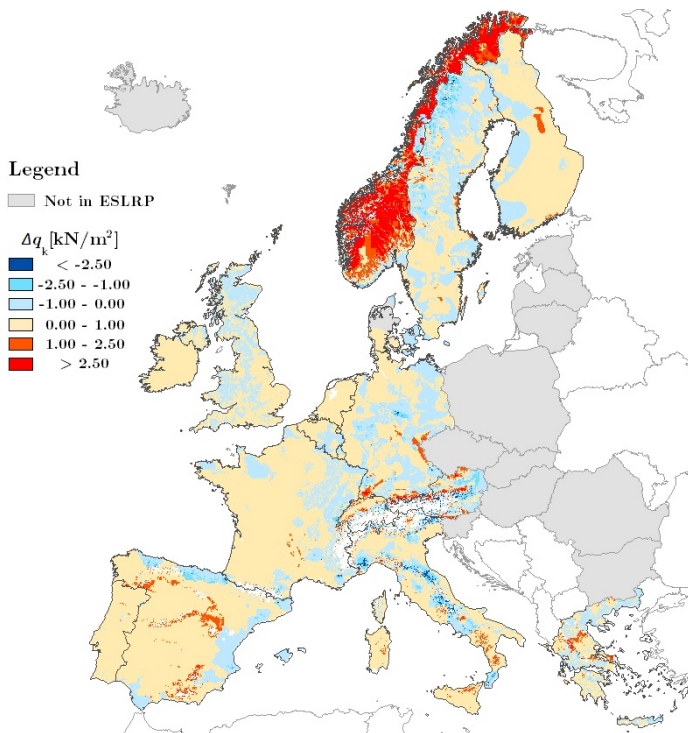 Legend
Not in ESLRP
Δqk[kN/m²]
< -2.50
-2.50 - -1.00
-1.00 - 0.00
0.00 - 1.00
1.00 - 2.50
> 2.50